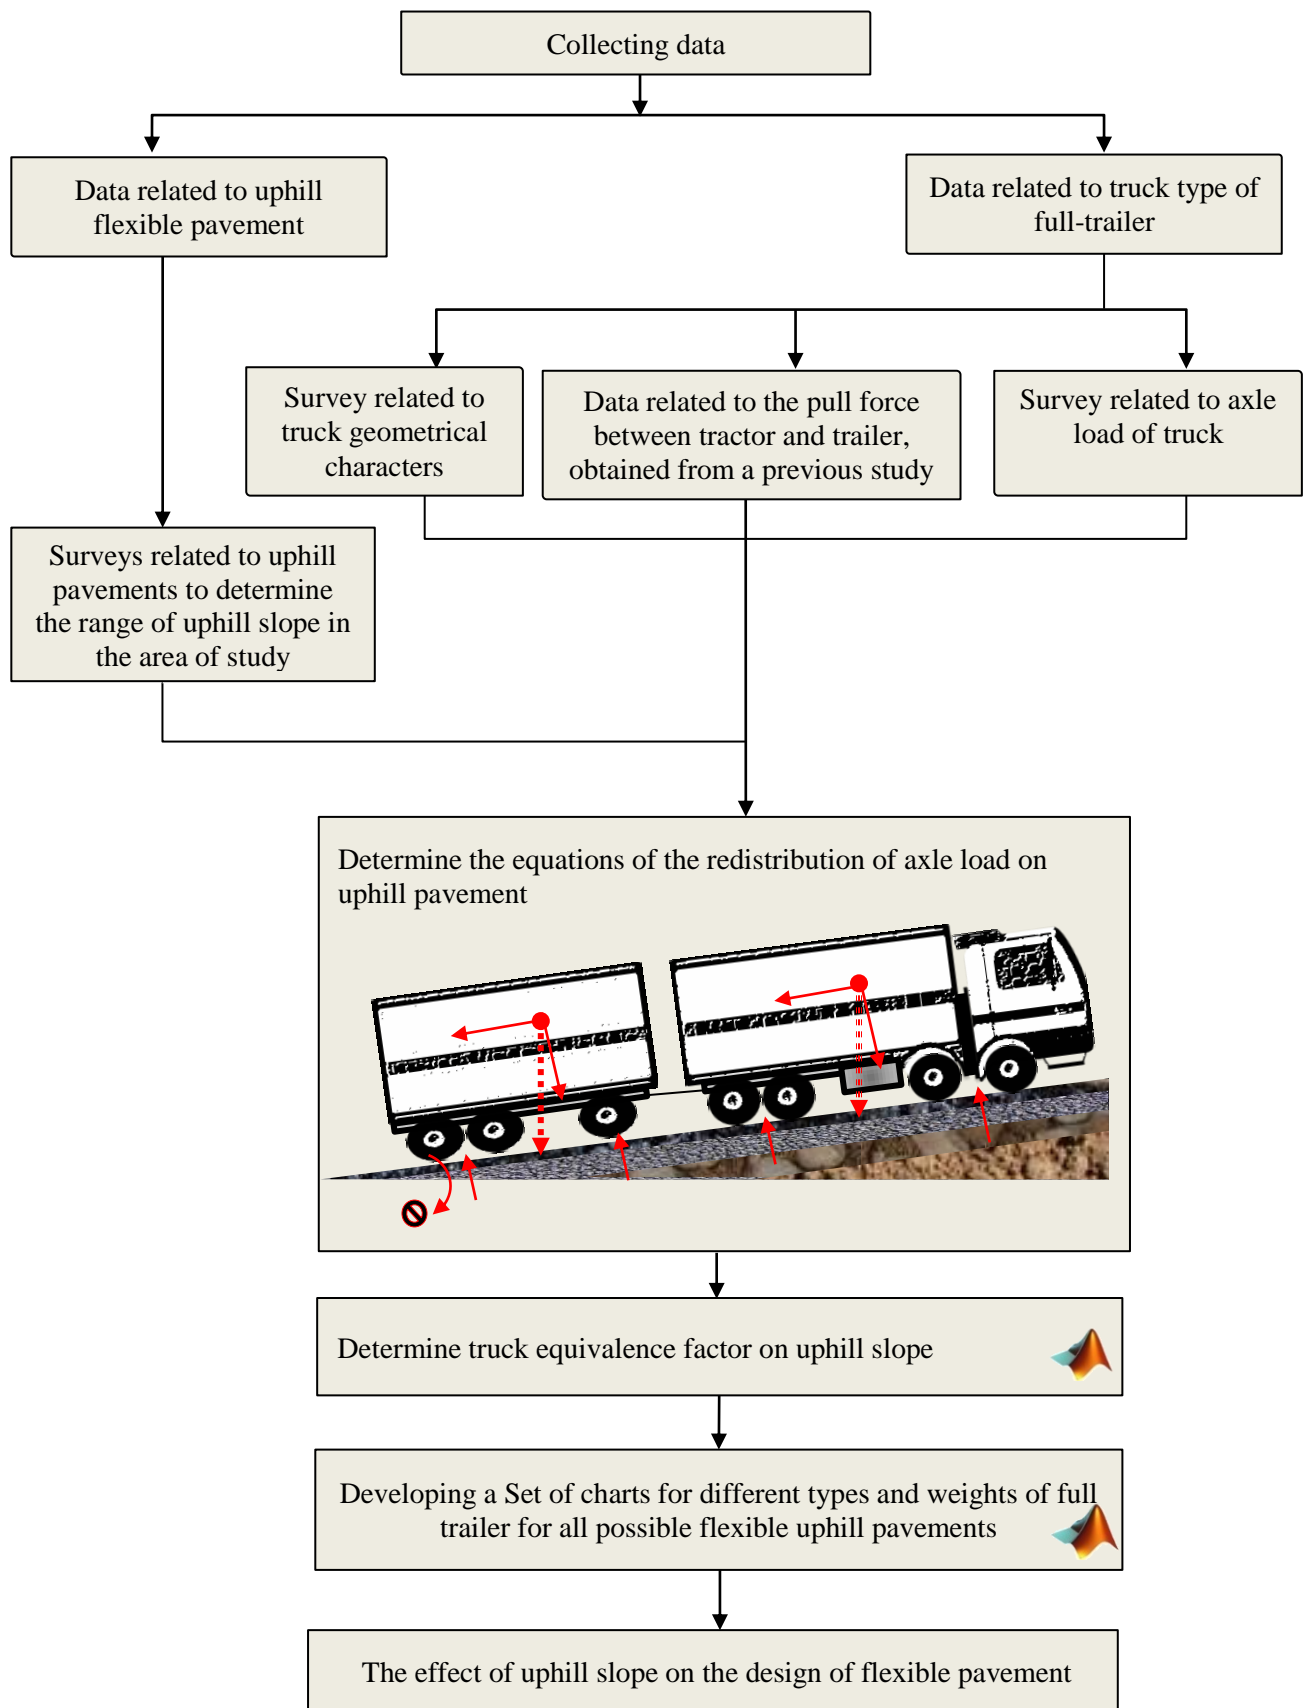 Collecting data
Data related to uphill
flexible pavement
Data related to truck type of
full-trailer
Survey related to
truck geometrical
characters
Data related to the pull force
between tractor and trailer,
obtained from a previous study
Survey related to axle
load of truck
Surveys related to uphill
pavements to determine
the range of uphill slope in
the area of study
Determine the equations of the redistribution of axle load on
uphill pavement
Determine truck equivalence factor on uphill slope
Developing a Set of charts for different types and weights of full
trailer for all possible flexible uphill pavements
The effect of uphill slope on the design of flexible pavement